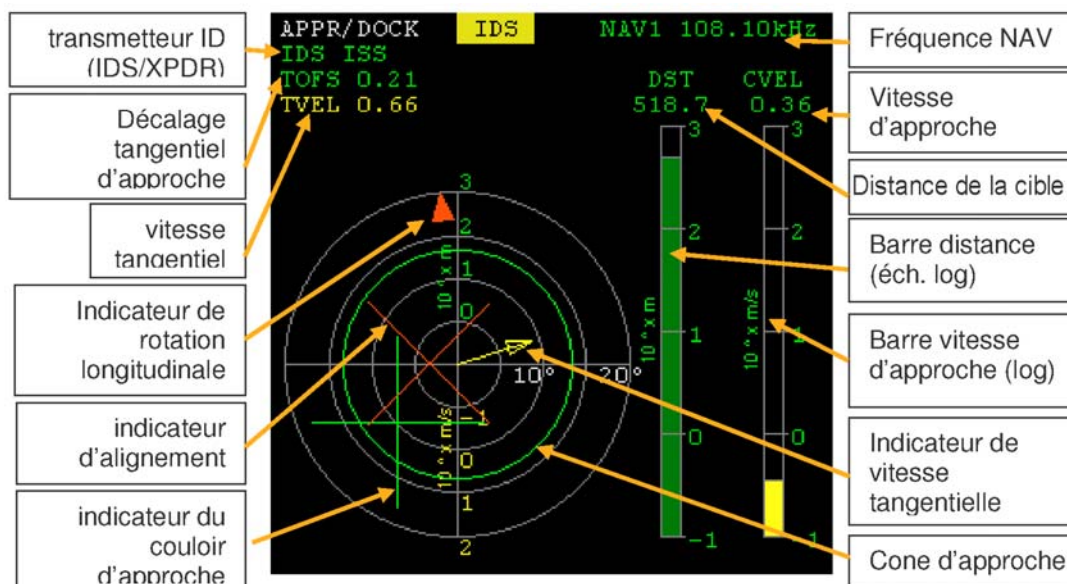 transmetteur ID
(IDS/XPDR)
Décalage
tangentiel
d'approche
vitesse
tangentiel
Indicateur de
rotation
longitudinale
indicateur
d'alignement
indicateur du
couloir
d'approche
APPR/DOCK
IDS
NAV1 108.10kHz
IDS ISS
TOFS 0.21
TVEL 0.66
DST
CVEL
518.7
0.36
3
2
1
0
10^x m
10°
20°
-1
0
1
2
10^x m/s
3
2
1
0
-1
10^x m
3
2
1
0
-1
10^x m/s
Fréquence NAV
Vitesse
d'approche
Distance de la cible
Barre distance
(éch. log)
Barre vitesse
d'approche (log)
Indicateur de
vitesse
tangentielle
Cone d'approche